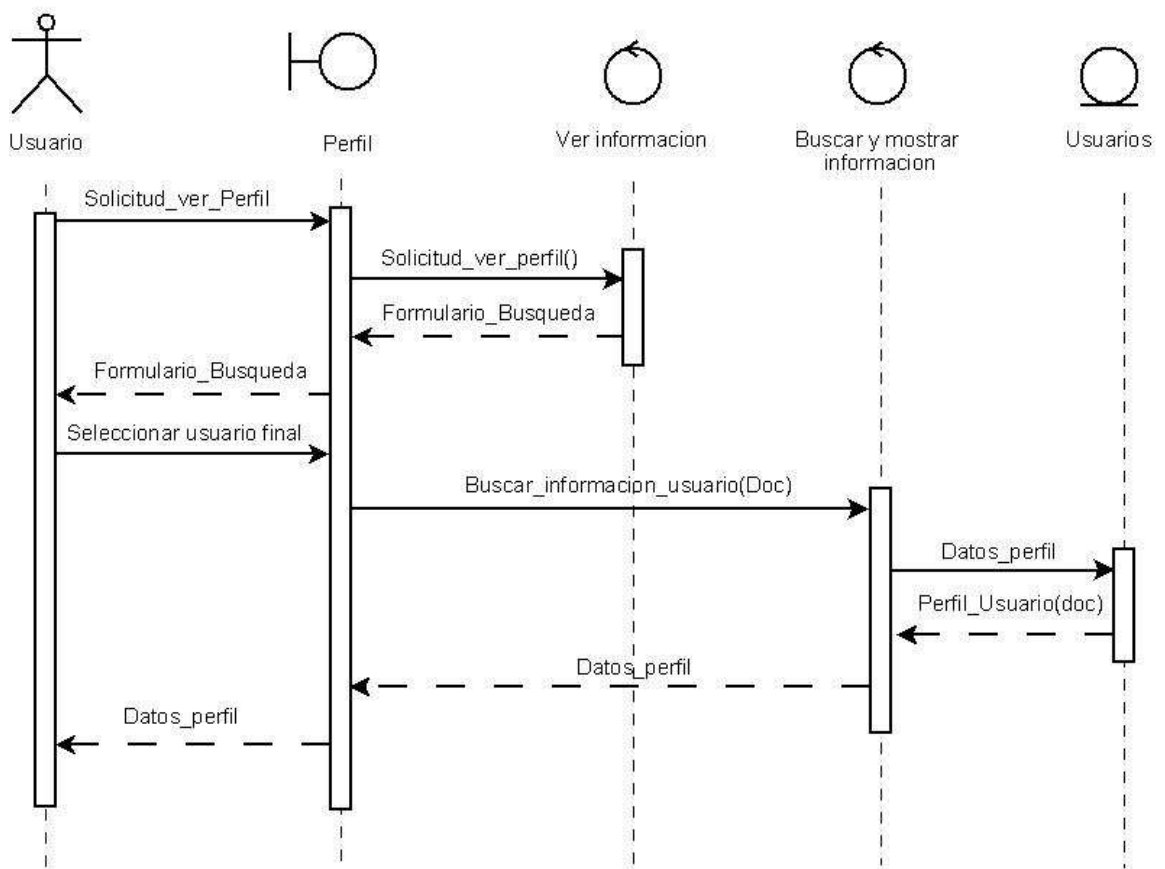 Usuario
Perfil
Ver informacion
Buscar y mostrar
informacion
Usuarios
Solicitud_ver_Perfil
Solicitud_ver_perfil()
Formulario_Busqueda
Formulario_Busqueda
Seleccionar usuario final
Buscar_informacion_usuario(Doc)
Datos_perfil
Perfil_Usuario(doc)
Datos_perfil
Datos_perfil